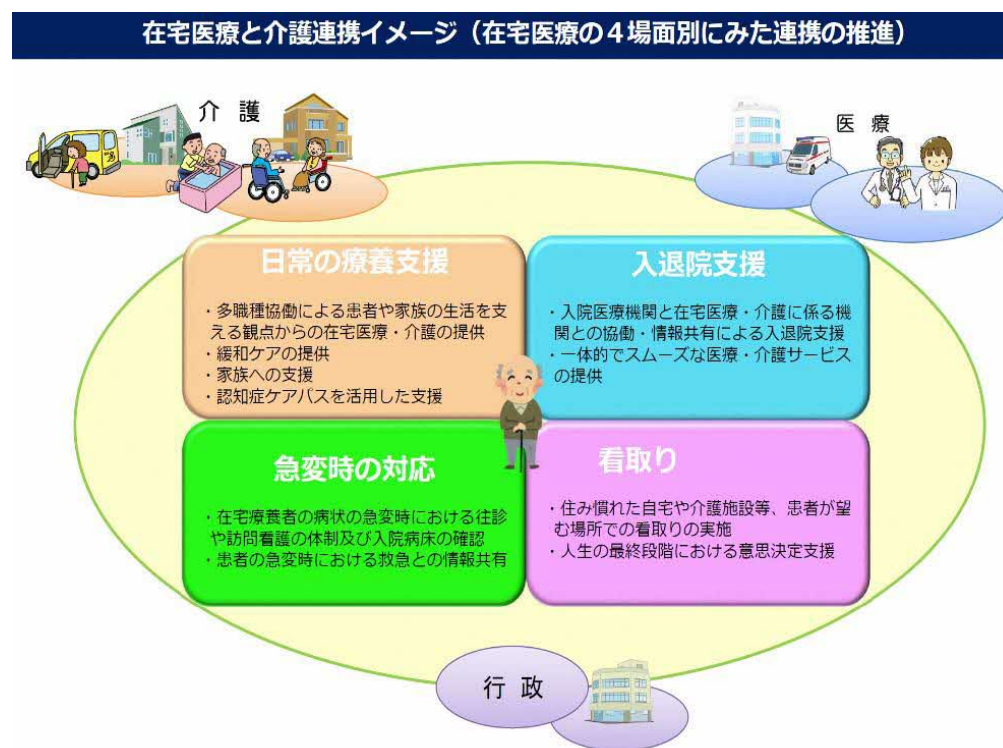 在宅医療と介護連携イメージ（在宅医療の４場面別にみた連携の推進）
介 護
医 療
日常の療養支援
・多職種協働による患者や家族の生活を支
える観点からの在宅医療・介護の提供
・緩和ケアの提供
・家族への支援
・認知症ケアパスを活用した支援
入退院支援
・入院医療機関と在宅医療・介護に係る機
関との協働・情報共有による入退院支援
・一体的でスムーズな医療・介護サービス
の提供
急変時の対応
・在宅療養者の病状の急変時における往診
や訪問看護の体制及び入院病床の確認
・患者の急変時における救急との情報共有
看取り
・住み慣れた自宅や介護施設等、患者が望
む場所での看取りの実施
・人生の最終段階における意思決定支援
行 政